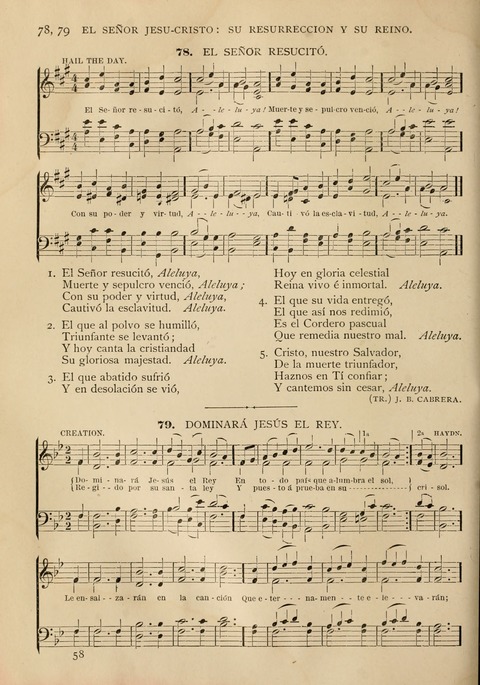 78, 79 EL SEÑOR JESU-CRISTO: SU RESURRECCION Y SU REINO.
78. EL SEÑOR RESUCITÓ.
HAIL THE DAY.
El Se-ñor re-su-ci-tó, A--le-lu-ya! Muer-te y se-pul-cro ven-ció, A--le-lu-ya!
Con su po-der y vir-tud, A--le-lu-ya, Cau-ti vó la es-cla-vi-tud, A--le-lu-ya.
1. El Señor resucitó, Aleluya,
Muerte y sepulcro venció, Aleluya;
Con su poder y virtud, Aleluya,
Cautivó la esclavitud. Aleluya.
2. El que al polvo se humilló,
Triunfante se levantó;
Y hoy canta la cristiandad
Su gloriosa majestad. Aleluya.
3. El que abatido sufrió
Y en desolación se vió,
Hoy en gloria celestial
Reina vivo é inmortal. Aleluya.
4. El que su vida entregó,
El que así nos redimió,
Es el Cordero pascual
Que remedia nuestro mal. Aleluya.
5. Cristo, nuestro Salvador,
De la muerte triunfador,
Haznos en Tí confiar;
Y cantemos sin cesar, Aleluya.
(TR.) J. B. CABRERA.
79. DOMINARÁ JESÚS EL REY.
CREATION. 1a 2a HAYDN.
{Do-mi-na-rá Je-sús el Rey En to-do país que a-lum-bra el sol,
{Re-gi-do por su san-ta ley Y pues-to á prue-ba en su ---------- } cri-sol.
Le en-sal--za-rán en la can-ción Que e-ter---na-men--te e-le---va-rán;
58